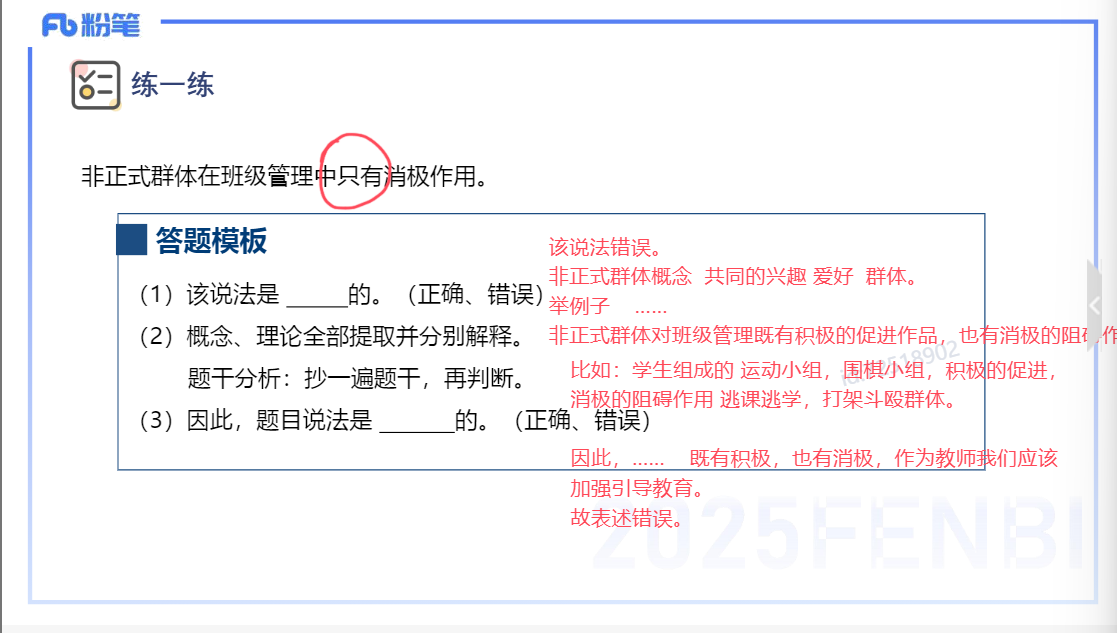 粉笔
练一练
非正式群体在班级管理中只有消极作用。
答题模板
（1）该说法是 _____的。（正确、错误）
（2）概念、理论全部提取并分别解释。
题干分析：抄一遍题干，再判断。
（3）因此，题目说法是 ______的。（正确、错误）
该说法错误。
非正式群体概念 共同的兴趣 爱好 群体。
举例子 ……
非正式群体对班级管理既有积极的促进作品，也有消极的阻碍作
比如：学生组成的 运动小组，围棋小组，积极的促进，
消极的阻碍作用 逃课逃学，打架斗殴群体。
因此，…… 既有积极，也有消极，作为教师我们应该
加强引导教育。
故表述错误。
2025FENBI